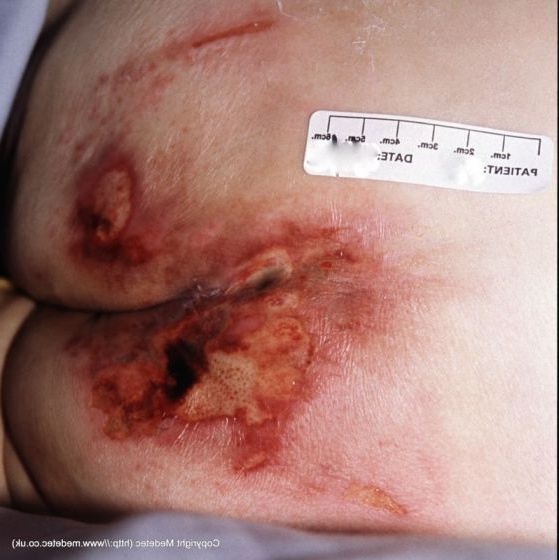 1cm. 2cm. 3cm. 4cm. 5cm. 6cm.
PATIENT: DATE:
Copyright Medetec (http://www.medetec.co.uk)